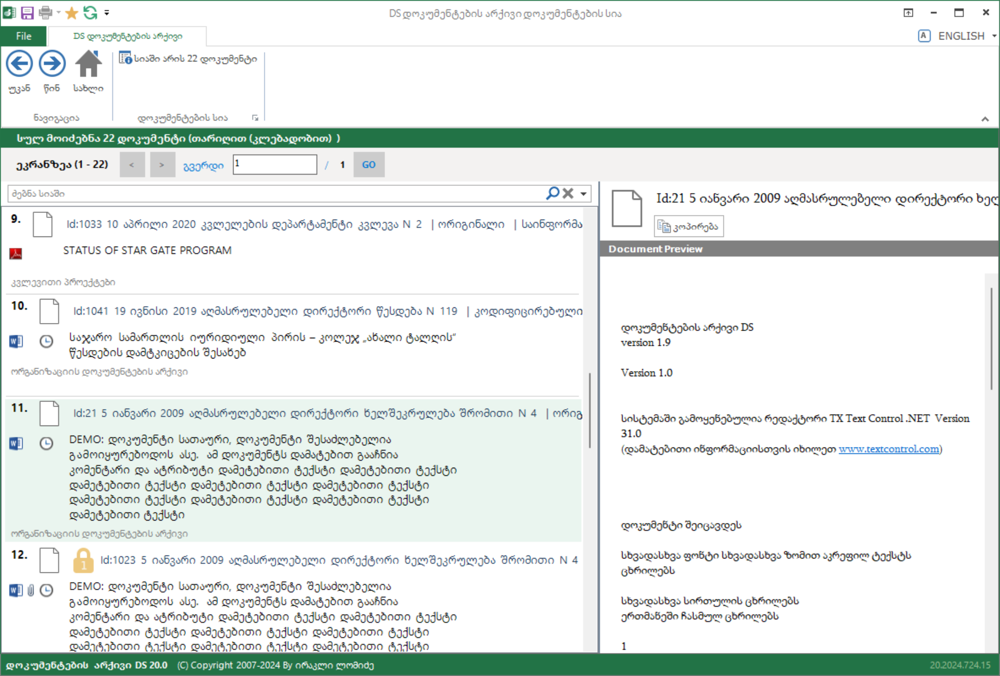 DS დოკუმენტების არქივი დოკუმენტების სია
File
DS დოკუმენტების არქივი
A ENGLISH
სიაში არის 22 დოკუმენტი
უკან წინ სახლი
ნავიგაცია
დოკუმენტების სია
სულ მოიძებნა 22 დოკუმენტი (თარიღით (კლებადობით) )
ეკრანზეა (1 - 22) < > გვერდი 1 / 1 GO
ძებნა სიაში
9. Id:1033 10 აპრილი 2020 კვლელების დეპარტამენტი კვლევა N 2 | ორიგინალი | საინფორმა
STATUS OF STAR GATE PROGRAM
კვლევითი პროექტები
10. Id:1041 19 ივნისი 2019 აღმასრულებელი დირექტორი წესდება N 119 | კოდიფიცირებული
საჯარო სამართლის იურიდიული პირის – კოლეჯ „ახალი ტალღის“
წესდების დამტკიცების შესახებ
ორგანიზაციის დოკუმენტების არქივი
11. Id:21 5 იანვარი 2009 აღმასრულებელი დირექტორი ხელშეკრულება შრომითი N 4 | ორიგ
DEMO: დოკუმენტი სათაური, დოკუმენტი შესაძლებელია
გამოიყურებოდოს ასე. ამ დოკუმენტს დამატებით გააჩნია
კომენტარი და ატრიბუტი დამეტებითი ტექსტი დამეტებითი ტექსტი
დამეტებითი ტექსტი დამეტებითი ტექსტი დამეტებითი ტექსტი
დამეტებითი ტექსტი დამეტებითი ტექსტი დამეტებითი ტექსტი
დამეტებითი ტექსტი
ორგანიზაციის დოკუმენტების არქივი
12. 1 Id:1023 5 იანვარი 2009 აღმასრულებელი დირექტორი ხელშეკრულება შრომითი N 4
DEMO: დოკუმენტი სათაური, დოკუმენტი შესაძლებელია
გამოიყურებოდოს ასე. ამ დოკუმენტს დამატებით გააჩნია
კომენტარი და ატრიბუტი დამეტებითი ტექსტი დამეტებითი ტექსტი
დამეტებითი ტექსტი დამეტებითი ტექსტი დამეტებითი ტექსტი
დამეტებითი ტექსტი დამეტებითი ტექსტი დამეტებითი ტექსტი
Id:21 5 იანვარი 2009 აღმასრულებელი დირექტორი ხელ
კოპირება
Document Preview
დოკუმენტების არქივი DS
version 1.9
Version 1.0
სისტემაში გამოყენებულია რედაქტორი TX Text Control .NET Version
31.0
(დამატებითი ინფორმაციისთვის იხილეთ www.textcontrol.com)
დოკუმენტი შეიცავდეს
სხვადასხვა ფონტი სხვადასხვა ზომით აკრეფილ ტექსტს
ცხრილებს
სხვადასხვა სირთულის ცხრილებს
ერთმანეში ჩასმულ ცხრილებს
1
დოკუმენტების არქივი DS 20.0 (C) Copyright 2007-2024 By ირაკლი ლომიძე
20.2024.724.15